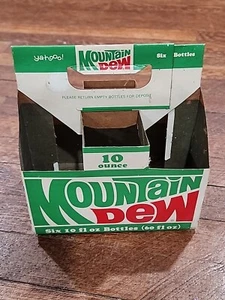 yahooo!
MOUNTAIN
DEW
Six Bottles
PLEASE RETURN EMPTY BOTTLES FOR DEPOSIT
10
ounce
MOUNTAIN
DEW
Six 10 fl oz Bottles (60 fl oz)